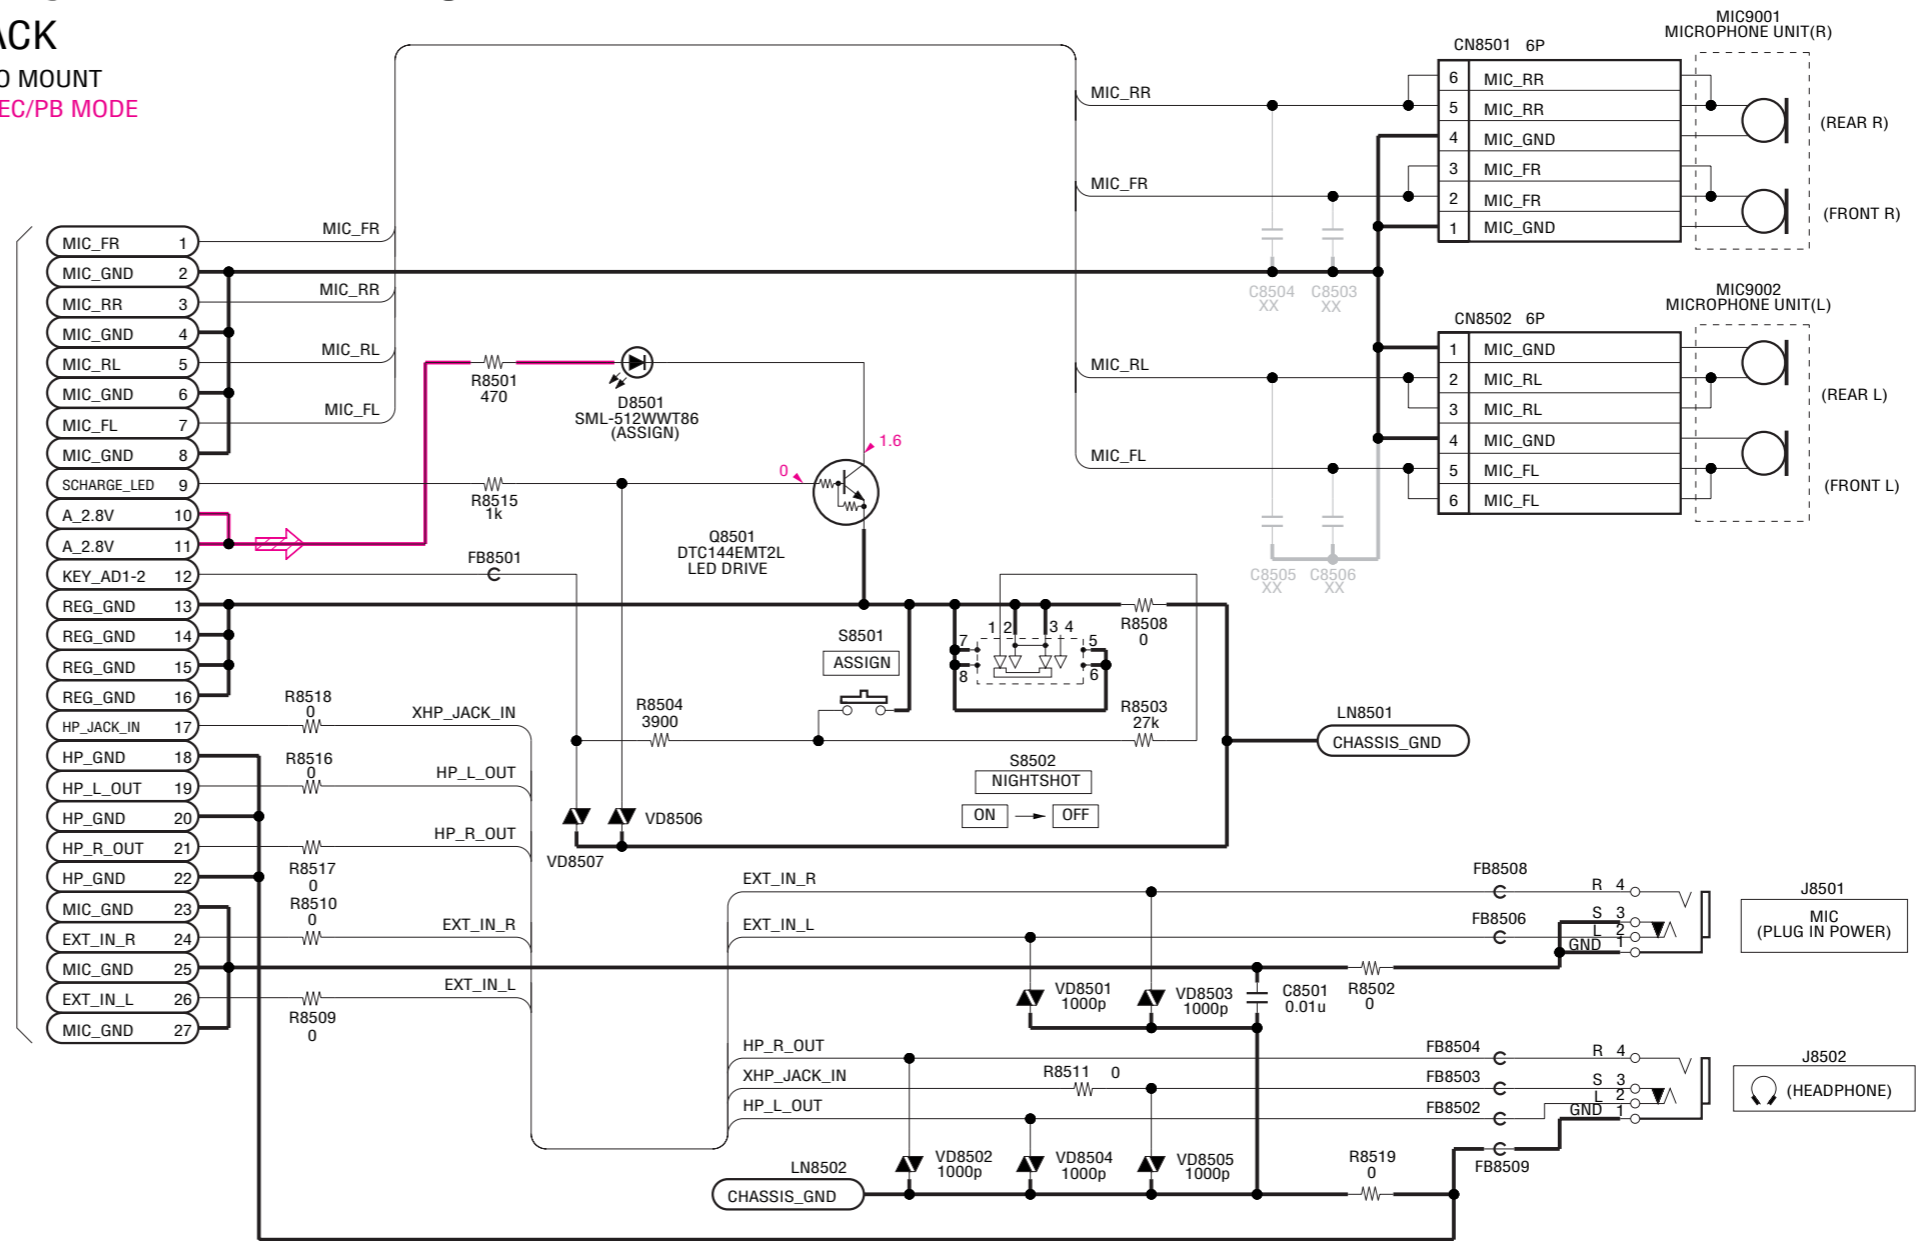 ACK
O MOUNT
EC/PB MODE
MIC_FR 1
MIC_GND 2
MIC_RR 3
MIC_GND 4
MIC_RL 5
MIC_GND 6
MIC_FL 7
MIC_GND 8
SCHARGE_LED 9
A_2.8V 10
A_2.8V 11
KEY_AD1-2 12
REG_GND 13
REG_GND 14
REG_GND 15
REG_GND 16
HP_JACK_IN 17
HP_GND 18
HP_L_OUT 19
HP_GND 20
HP_R_OUT 21
HP_GND 22
MIC_GND 23
EXT_IN_R 24
MIC_GND 25
EXT_IN_L 26
MIC_GND 27
MIC_FR
MIC_RR
MIC_RL
MIC_FL
R8501
470
D8501
SML-512WWT86
(ASSIGN)
R8515
1k
0
1.6
Q8501
DTC144EMT2L
LED DRIVE
FB8501
R8518
0
XHP_JACK_IN
R8516
0
HP_L_OUT
HP_R_OUT
R8517
0
R8510
0
EXT_IN_R
EXT_IN_L
R8509
0
R8504
3900
S8501
ASSIGN
1 2 3 4
7 5
8 6
R8508
0
R8503
27k
S8502
NIGHTSHOT
ON OFF
VD8506
VD8507
LN8501
CHASSIS_GND
MIC_RR
MIC_FR
MIC_RL
MIC_FL
C8504
XX
C8503
XX
C8505
XX
C8506
XX
CN8501 6P
6 MIC_RR
5 MIC_RR
4 MIC_GND
3 MIC_FR
2 MIC_FR
1 MIC_GND
MIC9001
MICROPHONE UNIT(R)
(REAR R)
(FRONT R)
CN8502 6P
1 MIC_GND
2 MIC_RL
3 MIC_RL
4 MIC_GND
5 MIC_FL
6 MIC_FL
MIC9002
MICROPHONE UNIT(L)
(REAR L)
(FRONT L)
EXT_IN_R
EXT_IN_L
FB8508
FB8506
R 4
S 3
L 2
GND 1
J8501
MIC
(PLUG IN POWER)
VD8501
1000p
VD8503
1000p
C8501
0.01u
R8502
0
HP_R_OUT
XHP_JACK_IN
HP_L_OUT
R8511 0
FB8504
FB8503
FB8502
R 4
S 3
L 2
GND 1
J8502
(HEADPHONE)
FB8509
LN8502
CHASSIS_GND
VD8502
1000p
VD8504
1000p
VD8505
1000p
R8519
0